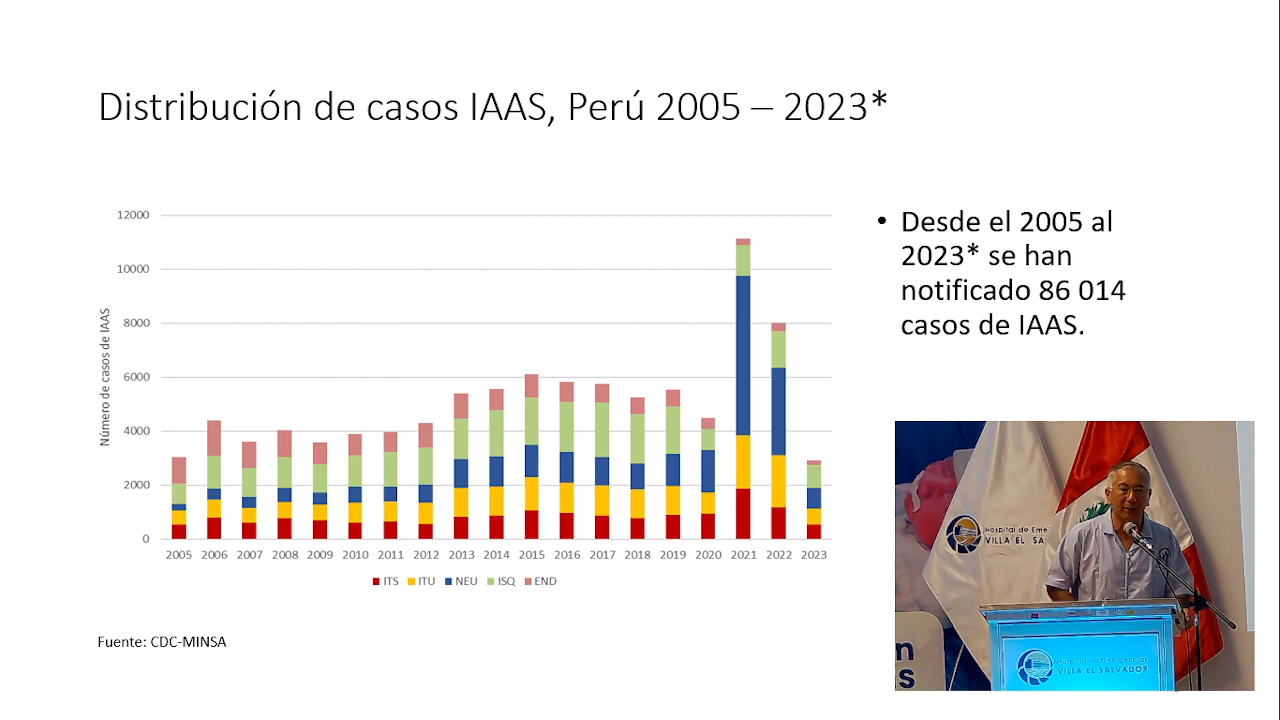 Distribución de casos IAAS, Perú 2005 – 2023*
Número de casos de IAAS
12000
10000
8000
6000
4000
2000
0
2005 2006 2007 2008 2009 2010 2011 2012 2013 2014 2015 2016 2017 2018 2019 2020 2021 2022 2023
ITS ITU NEU ISQ END
• Desde el 2005 al
2023* se han
notificado 86 014
casos de IAAS.
Fuente: CDC-MINSA
Hospital de Eme
VILLA EL SA
n
s
Hospital de Emergencias
VILLA EL SALVADOR